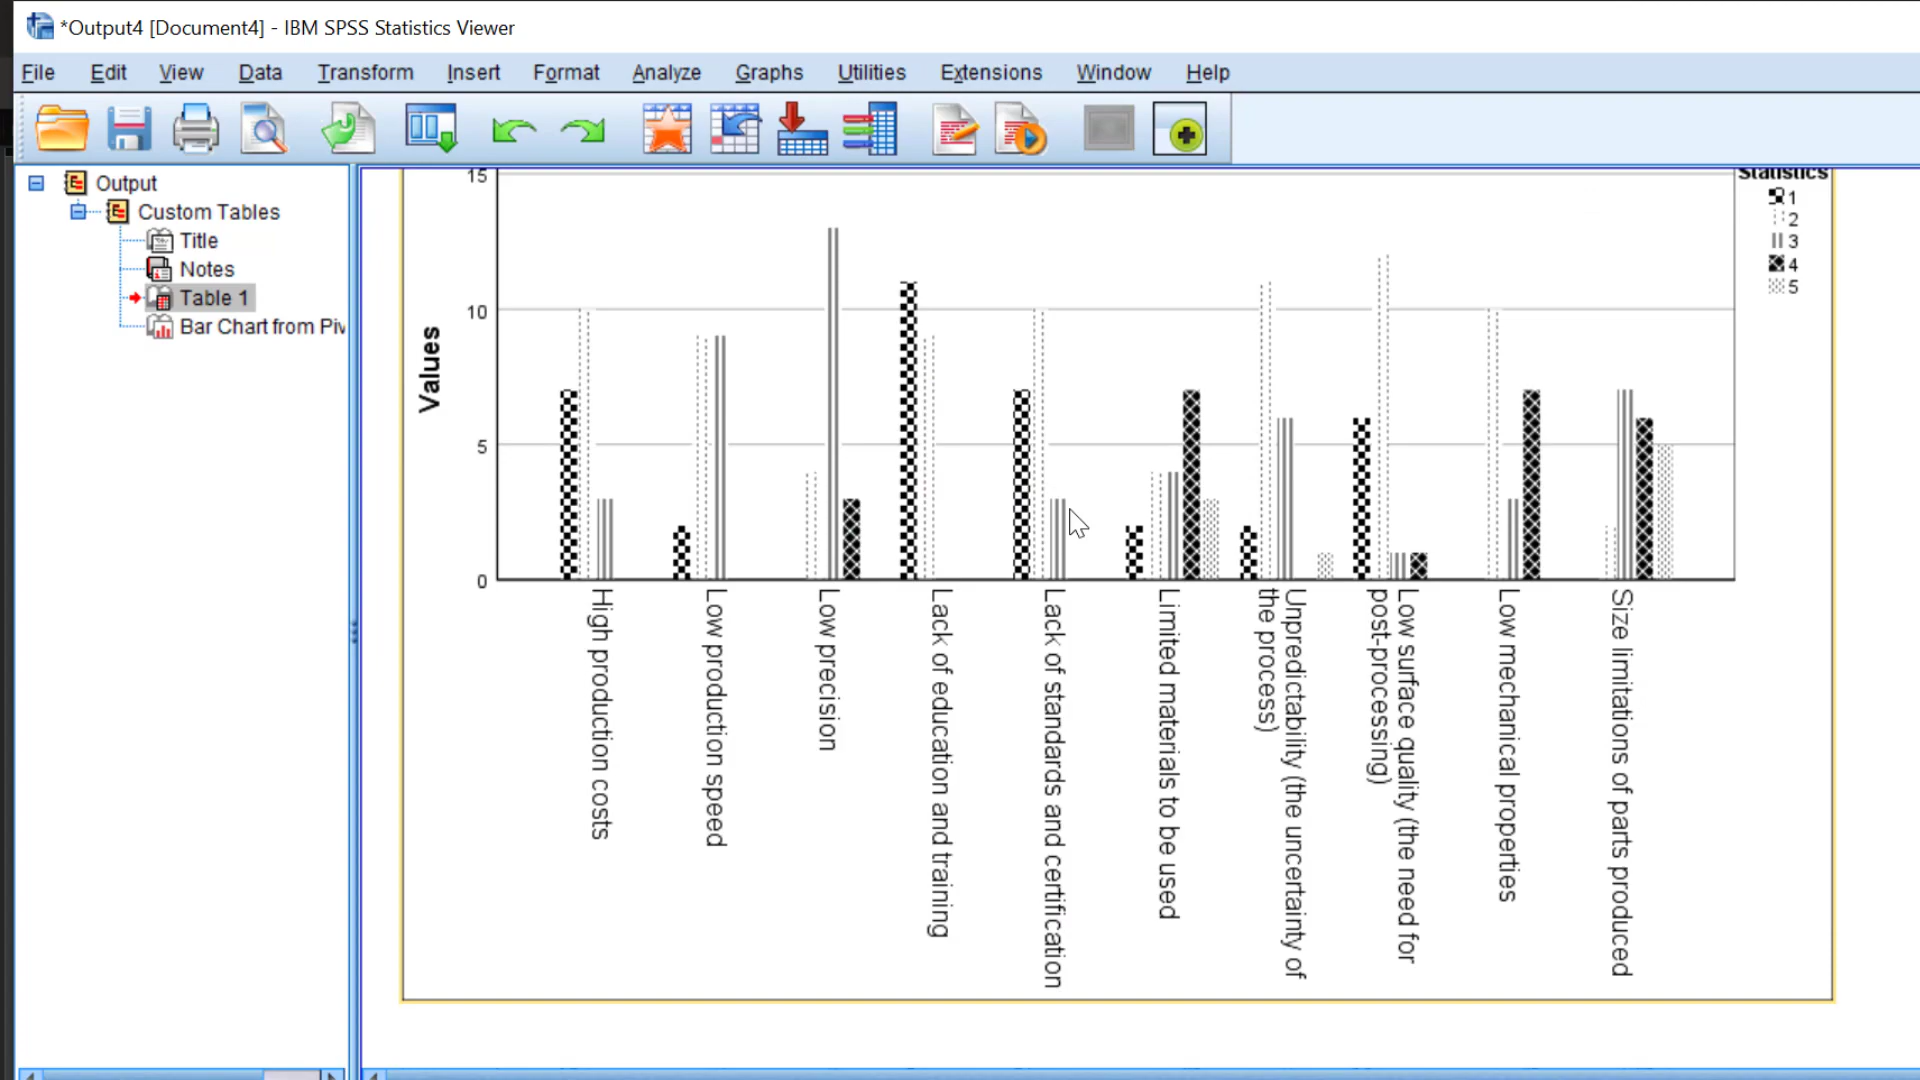 *Output4 [Document4] - IBM SPSS Statistics Viewer
File Edit View Data Transform Insert Format Analyze Graphs Utilities Extensions Window Help
Output
Custom Tables
Title
Notes
Table 1
Bar Chart from Piv
Statistics
1
2
3
4
5
Values
15
10
5
0
High production costs
Low production speed
Low precision
Lack of education and training
Lack of standards and certification
Limited materials to be used
Unpredictability (the uncertainty of
the process)
Low surface quality (the need for
post-processing)
Low mechanical properties
Size limitations of parts produced